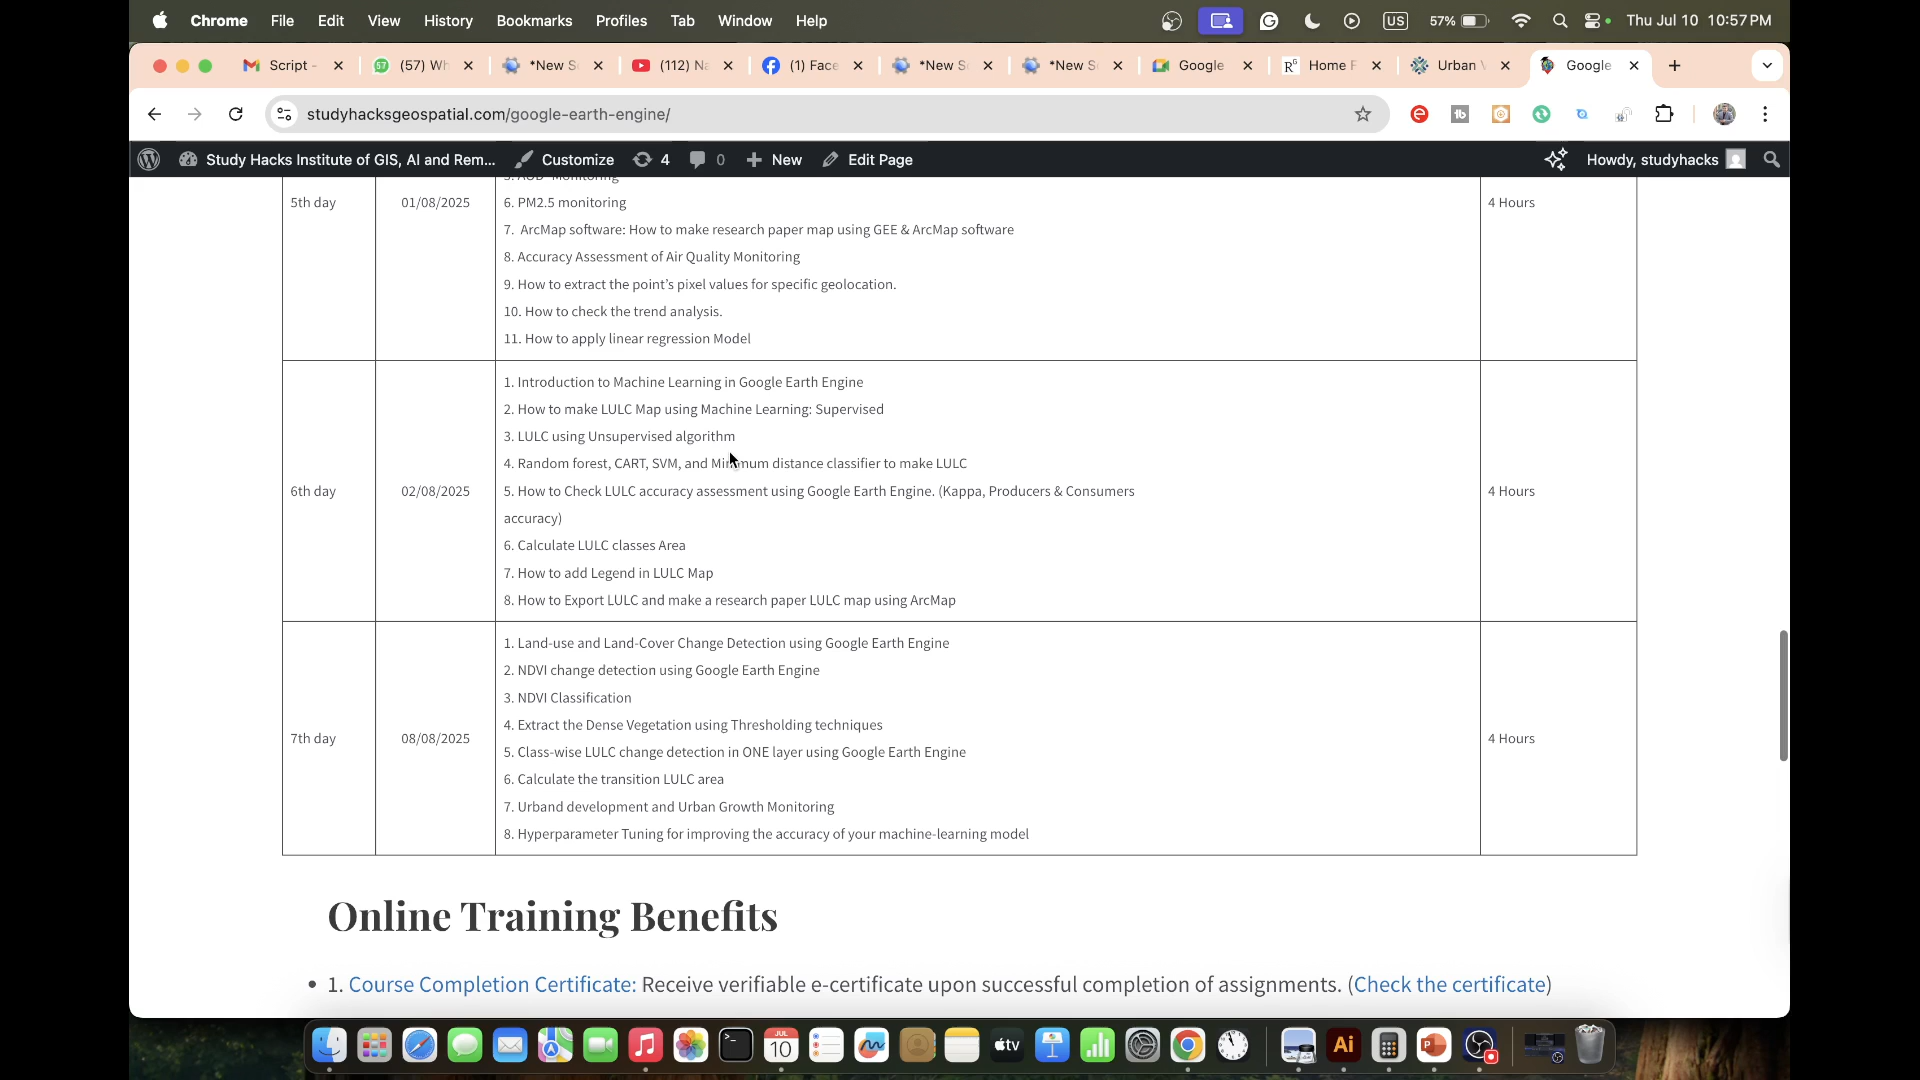 Chrome File Edit View History Bookmarks Profiles Tab Window Help US 57% Thu Jul 10 10:57 PM
Script - (57) Wh *New S (112) Na (1) Face *New Sc *New S Google Home F Urban V Google
studyhacksgeospatial.com/google-earth-engine/
Study Hacks Institute of GIS, AI and Rem... Customize 4 0 New Edit Page Howdy, studyhacks
5. AOD Monitoring
5th day 01/08/2025 6. PM2.5 monitoring 4 Hours
7. ArcMap software: How to make research paper map using GEE & ArcMap software
8. Accuracy Assessment of Air Quality Monitoring
9. How to extract the point's pixel values for specific geolocation.
10. How to check the trend analysis.
11. How to apply linear regression Model
1. Introduction to Machine Learning in Google Earth Engine
2. How to make LULC Map using Machine Learning: Supervised
3. LULC using Unsupervised algorithm
4. Random forest, CART, SVM, and Minimum distance classifier to make LULC
6th day 02/08/2025 5. How to Check LULC accuracy assessment using Google Earth Engine. (Kappa, Producers & Consumers 4 Hours
accuracy)
6. Calculate LULC classes Area
7. How to add Legend in LULC Map
8. How to Export LULC and make a research paper LULC map using ArcMap
1. Land-use and Land-Cover Change Detection using Google Earth Engine
2. NDVI change detection using Google Earth Engine
3. NDVI Classification
4. Extract the Dense Vegetation using Thresholding techniques
7th day 08/08/2025 4 Hours
5. Class-wise LULC change detection in ONE layer using Google Earth Engine
6. Calculate the transition LULC area
7. Urband development and Urban Growth Monitoring
8. Hyperparameter Tuning for improving the accuracy of your machine-learning model
Online Training Benefits
• 1. Course Completion Certificate: Receive verifiable e-certificate upon successful completion of assignments. (Check the certificate)
JUL
10 tv Ai